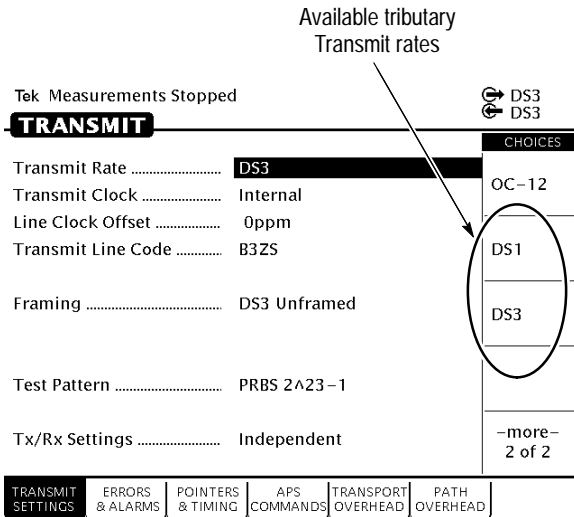 Available tributary
Transmit rates
Tek Measurements Stopped
DS3
DS3
TRANSMIT
CHOICES
Transmit Rate ...................... DS3
Transmit Clock .................... Internal
Line Clock Offset ................ 0ppm
Transmit Line Code ............ B3ZS
Framing .............................. DS3 Unframed
Test Pattern ........................ PRBS 2^23-1
Tx/Rx Settings .................... Independent
OC-12
DS1
DS3
-more-
2 of 2
TRANSMIT
SETTINGS
ERRORS
& ALARMS
POINTERS
& TIMING
APS
COMMANDS
TRANSPORT
OVERHEAD
PATH
OVERHEAD